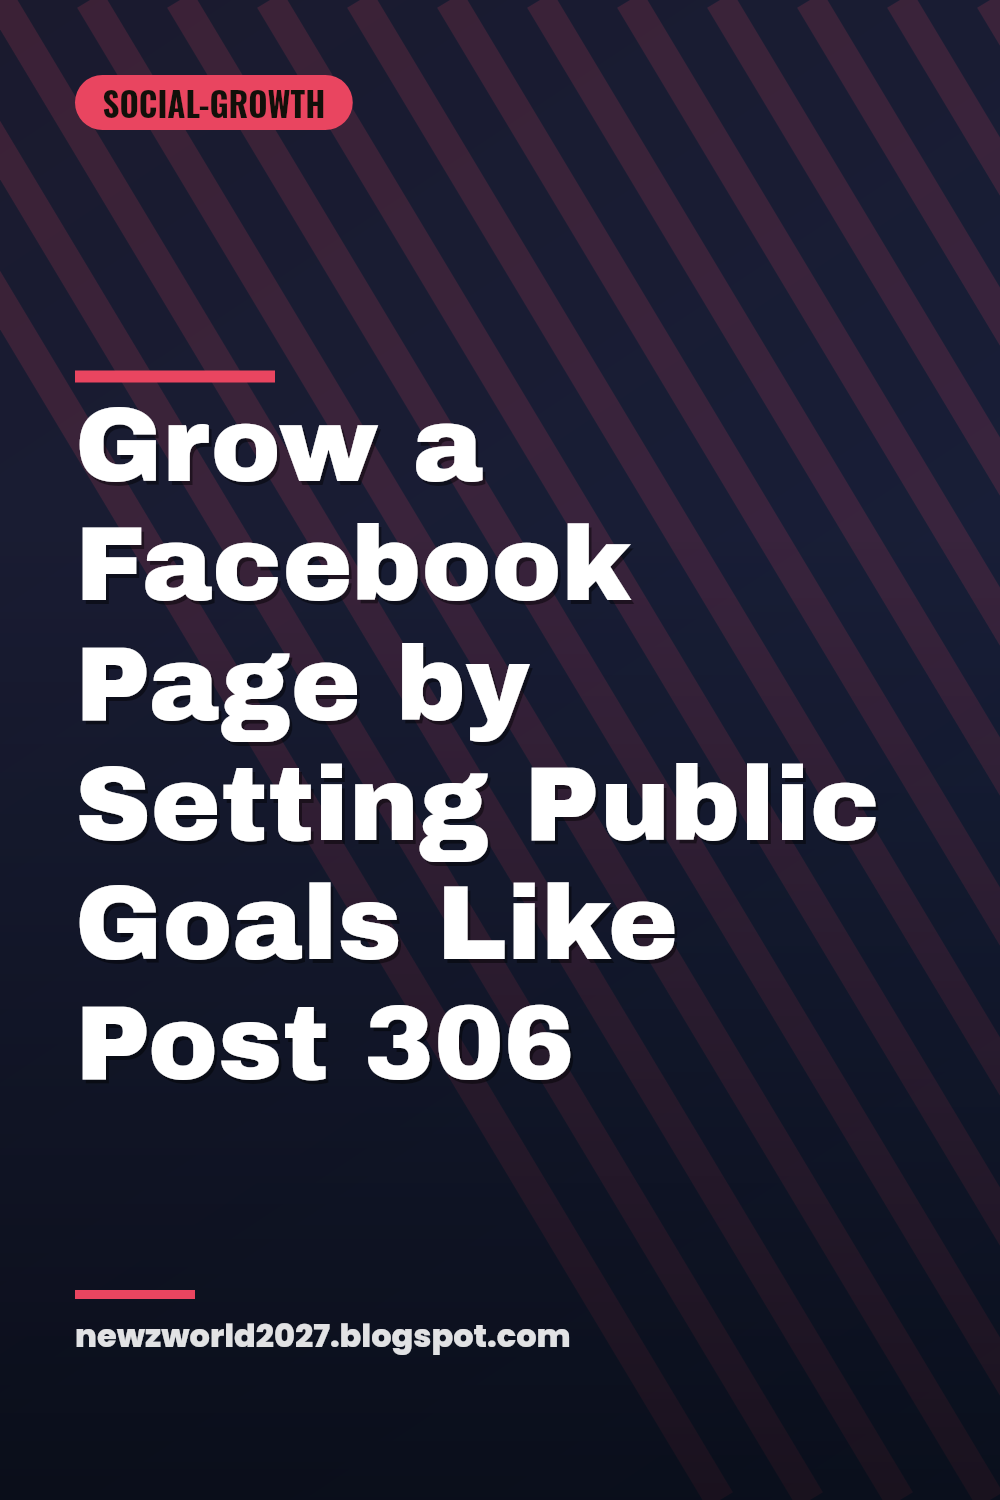 SOCIAL-GROWTH
Grow a
Facebook
Page by
Setting Public
Goals Like
Post 306
newzworld2027.blogspot.com